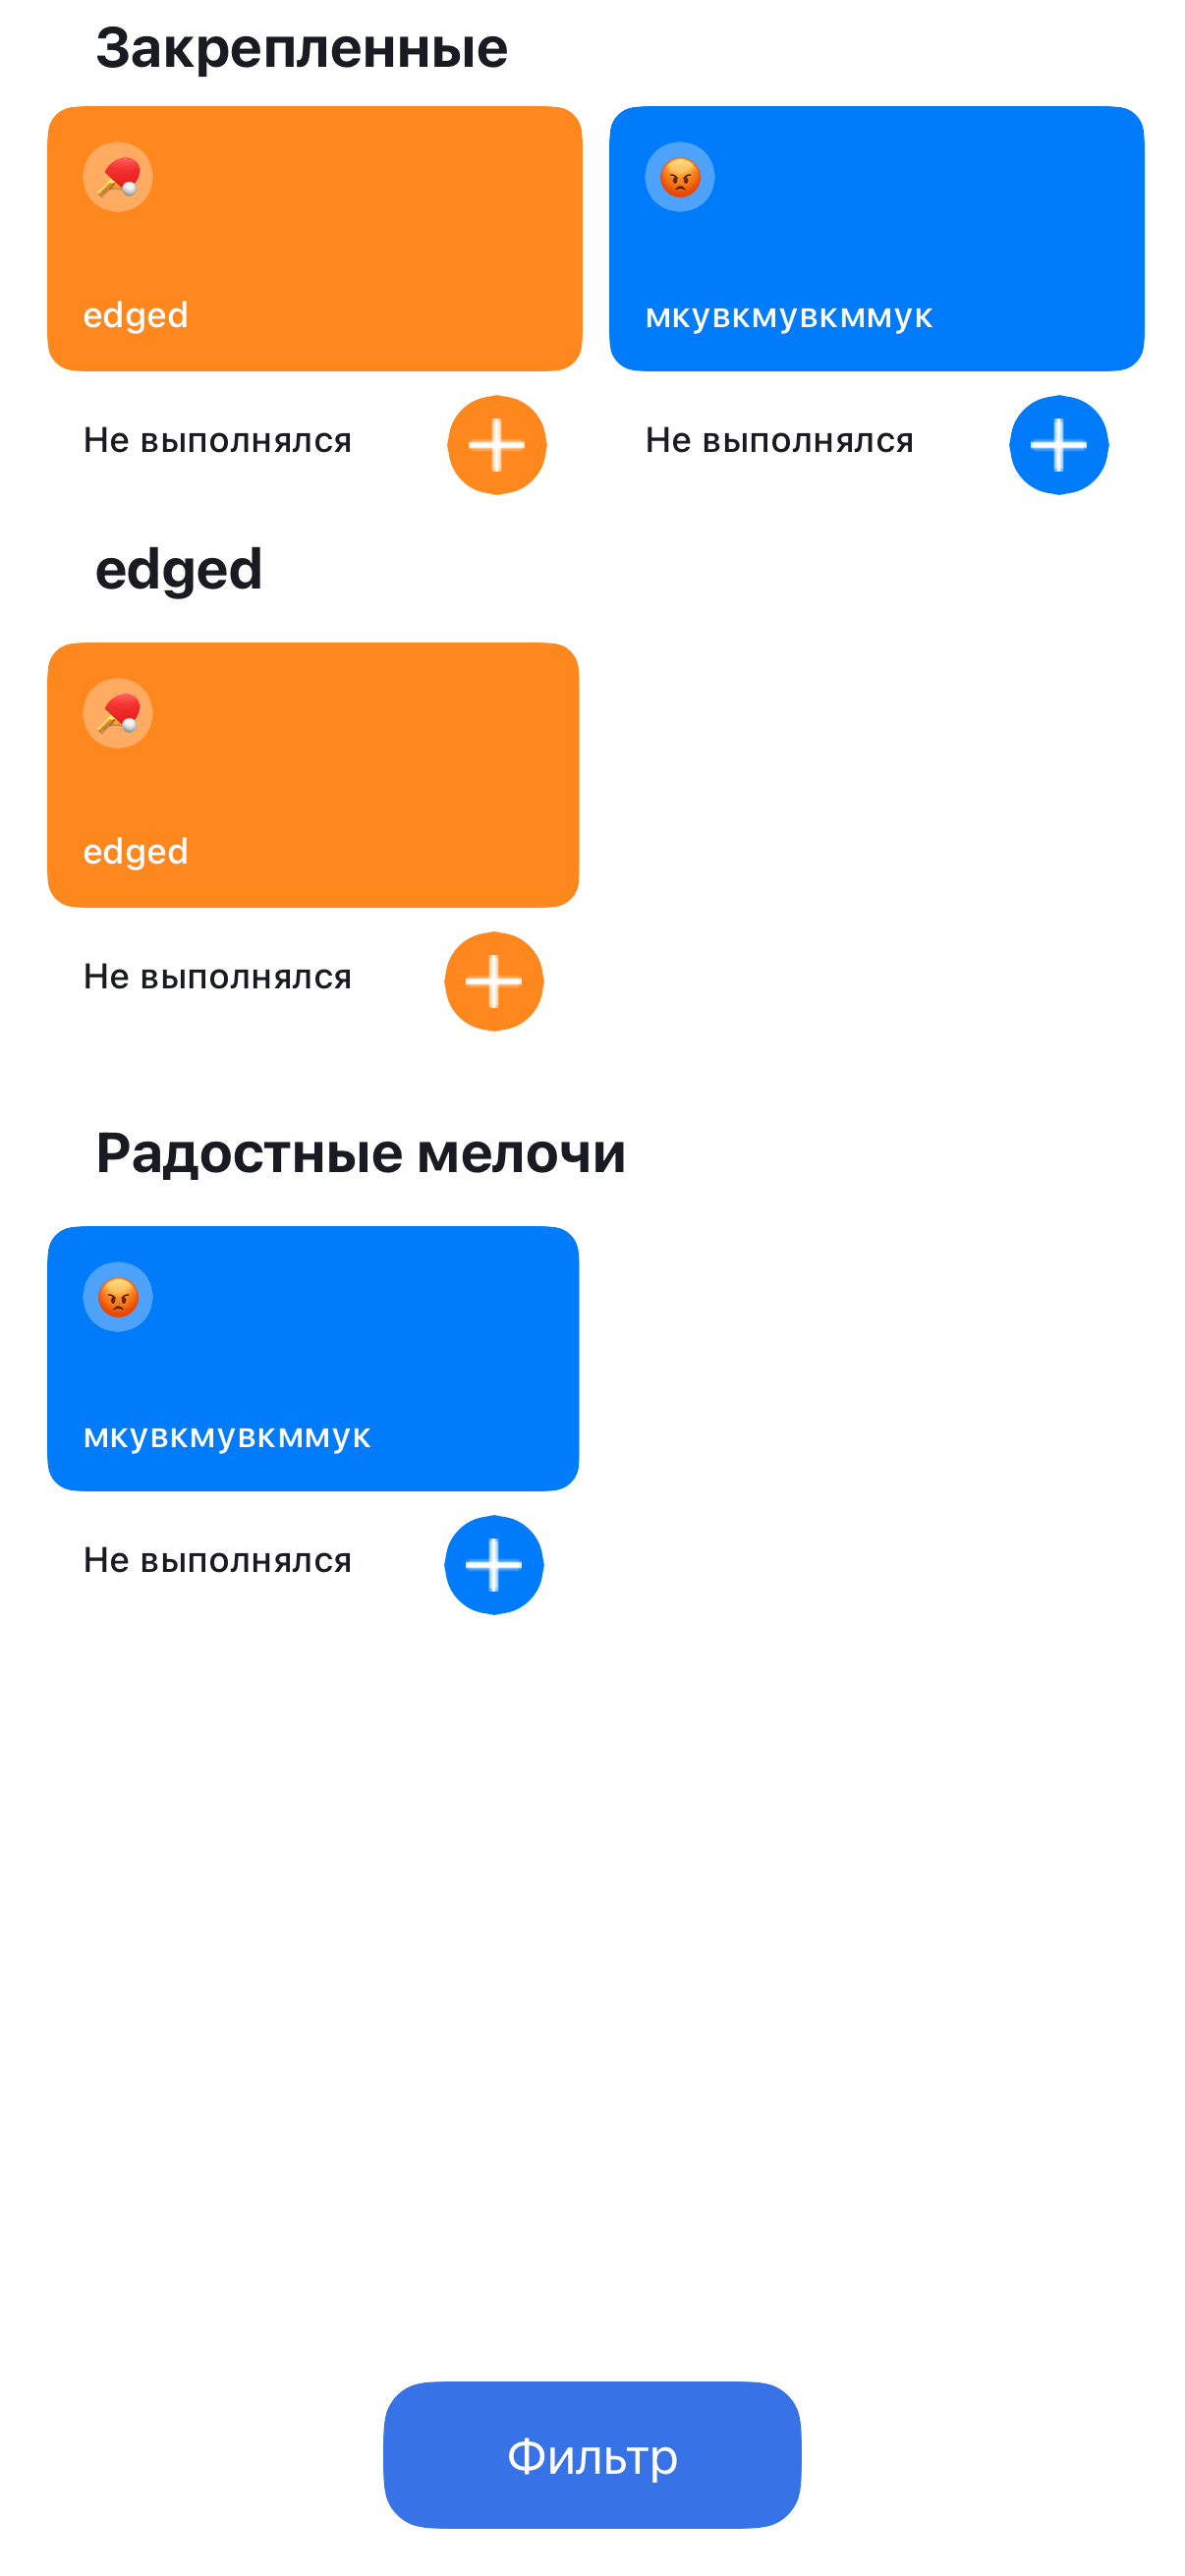 Закрепленные
edged
мкувкмувкммук
Не выполнялся
Не выполнялся
edged
edged
Не выполнялся
Радостные мелочи
мкувкмувкммук
Не выполнялся
Фильтр